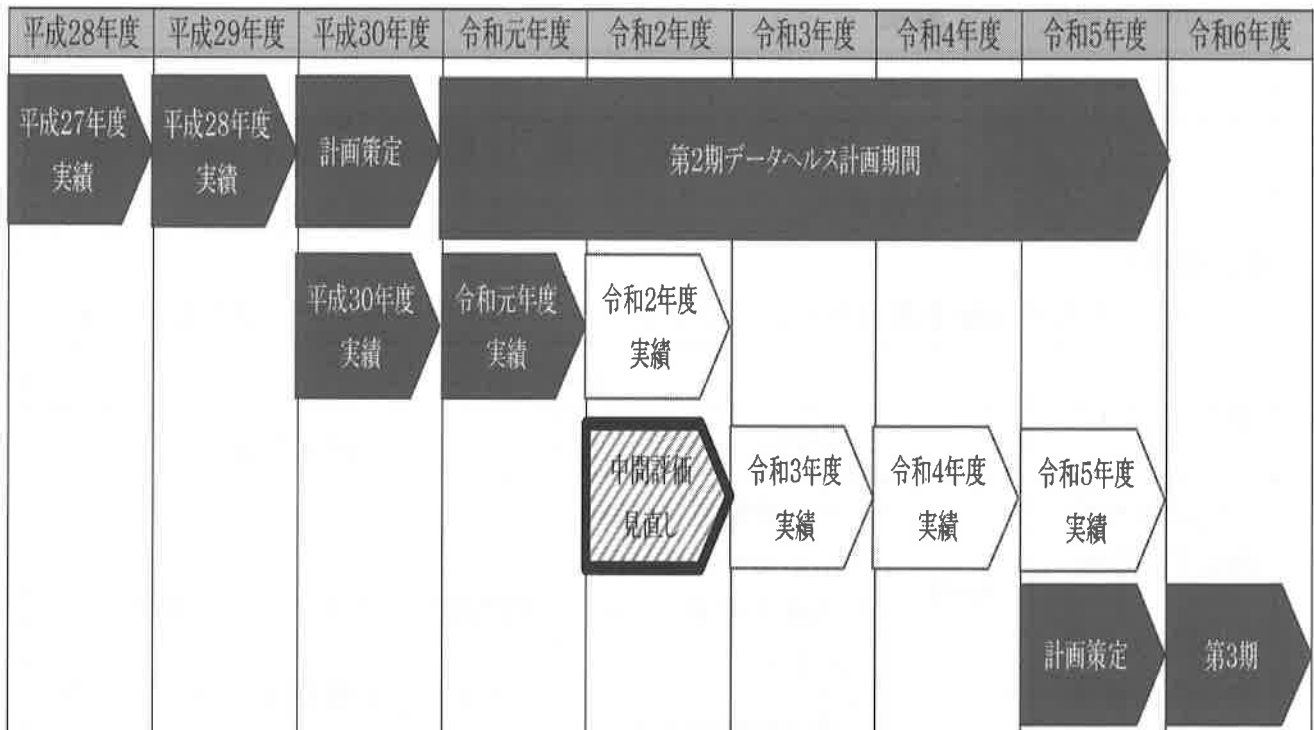 平成28年度 平成29年度 平成30年度 令和元年度 令和2年度 令和3年度 令和4年度 令和5年度 令和6年度
平成27年度
実績
平成28年度
実績
計画策定
第2期データヘルス計画期間
平成30年度
実績
令和元年度
実績
令和2年度
実績
中間評価
見直し
令和3年度
実績
令和4年度
実績
令和5年度
実績
計画策定
第3期